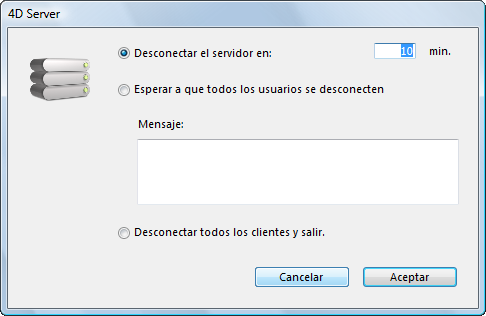 4D Server
Desconectar el servidor en: 10 min.
Esperar a que todos los usuarios se desconecten
Mensaje:
Desconectar todos los clientes y salir.
Cancelar Aceptar